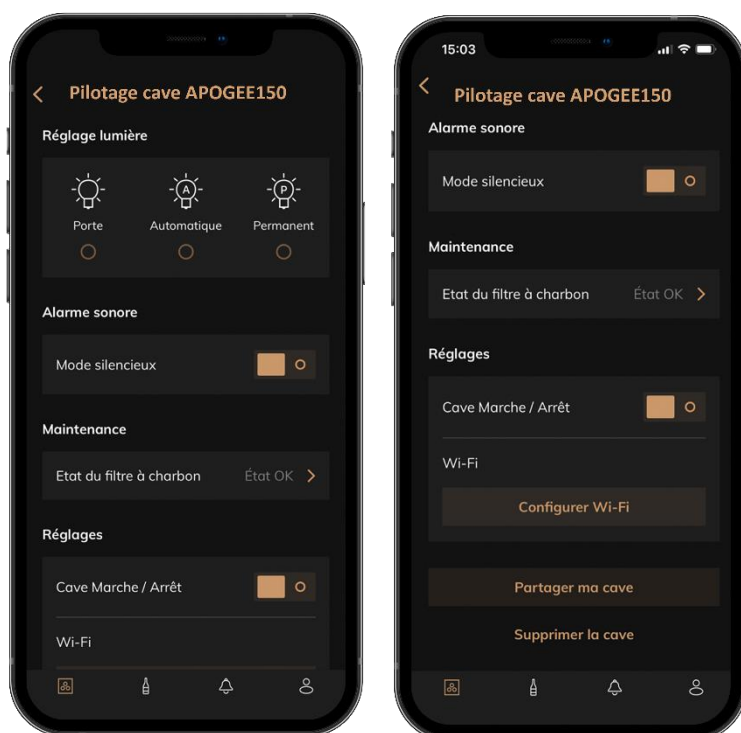 Pilotage cave APOGEE150
Réglage lumière
A
P
Porte
Automatique
Permanent
Alarme sonore
Mode silencieux
Maintenance
Etat du filtre à charbon
État OK
Réglages
Cave Marche / Arrêt
Wi-Fi
15:03
Pilotage cave APOGEE150
Alarme sonore
Mode silencieux
Maintenance
Etat du filtre à charbon
État OK
Réglages
Cave Marche / Arrêt
Wi-Fi
Configurer Wi-Fi
Partager ma cave
Supprimer la cave